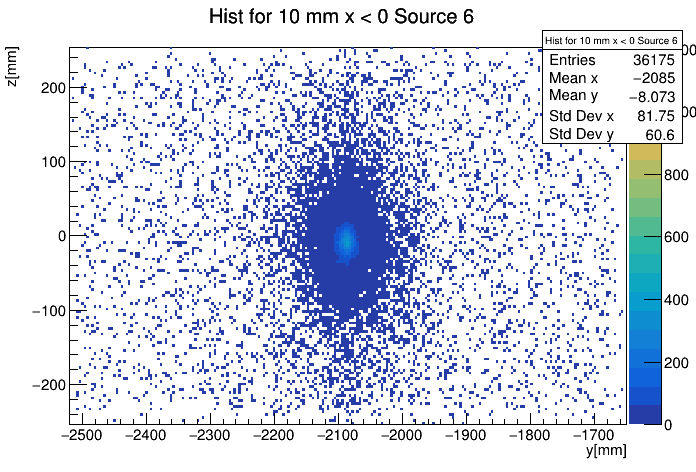 Hist for 10 mm x < 0 Source 6
z[mm]
Hist for 10 mm x < 0 Source 6
Entries 36175
Mean x −2085
Mean y −8.073
Std Dev x 81.75
Std Dev y 60.6
200
100
0
−100
−200
800
600
400
200
0
−2500 −2400 −2300 −2200 −2100 −2000 −1900 −1800 −1700
y[mm]